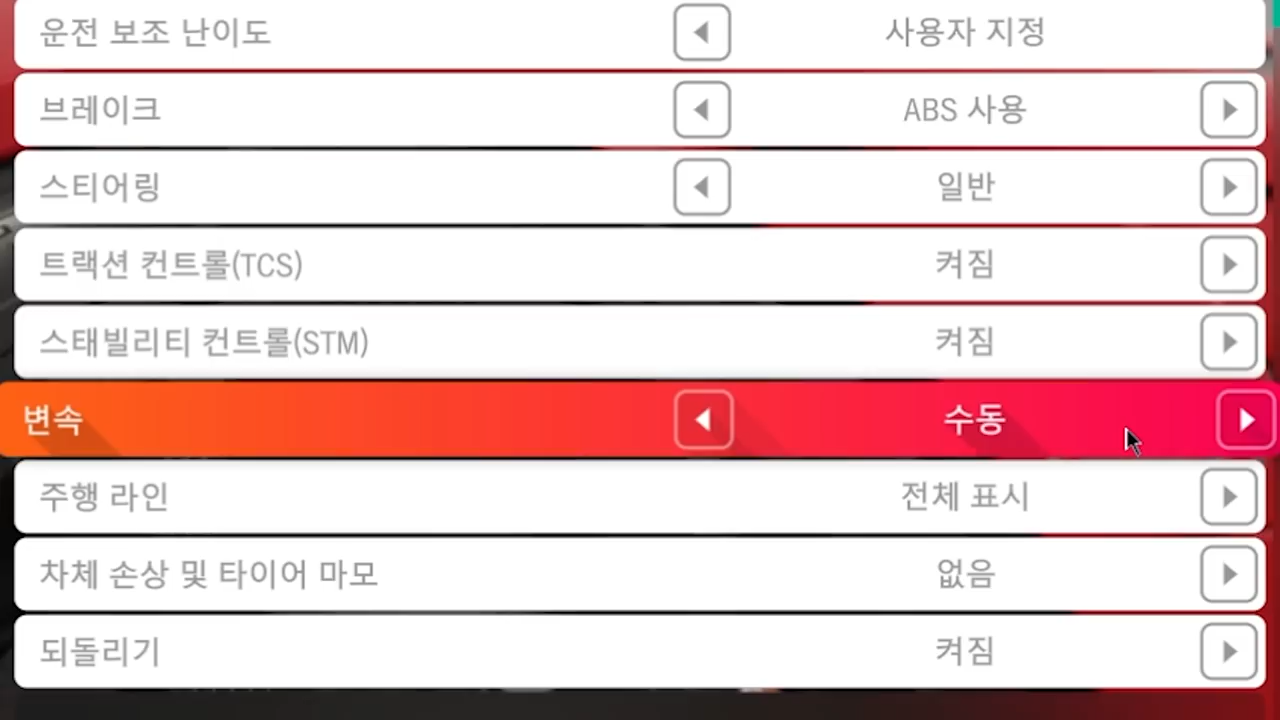 운전 보조 난이도 사용자 지정
브레이크 ABS 사용
스티어링 일반
트랙션 컨트롤(TCS) 켜짐
스태빌리티 컨트롤(STM) 켜짐
변속 수동
주행 라인 전체 표시
차체 손상 및 타이어 마모 없음
되돌리기 켜짐